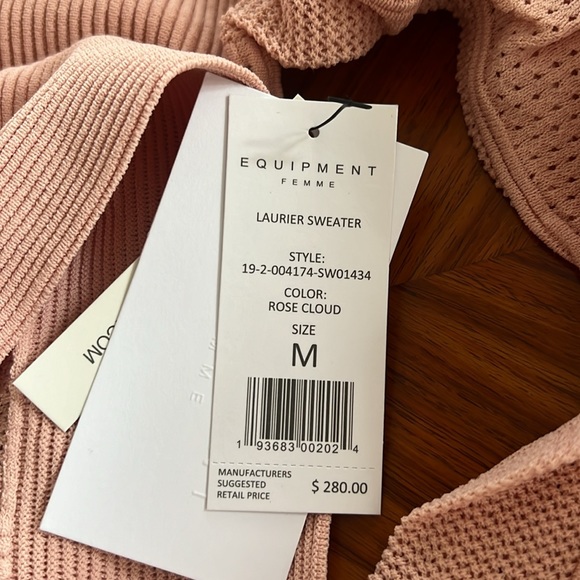 EQUIPMENT
FEMME
LAURIER SWEATER
STYLE:
19-2-004174-SW01434
COLOR:
ROSE CLOUD
SIZE
M
1 93683 00202 4
MANUFACTURERS
SUGGESTED
RETAIL PRICE
$ 280.00